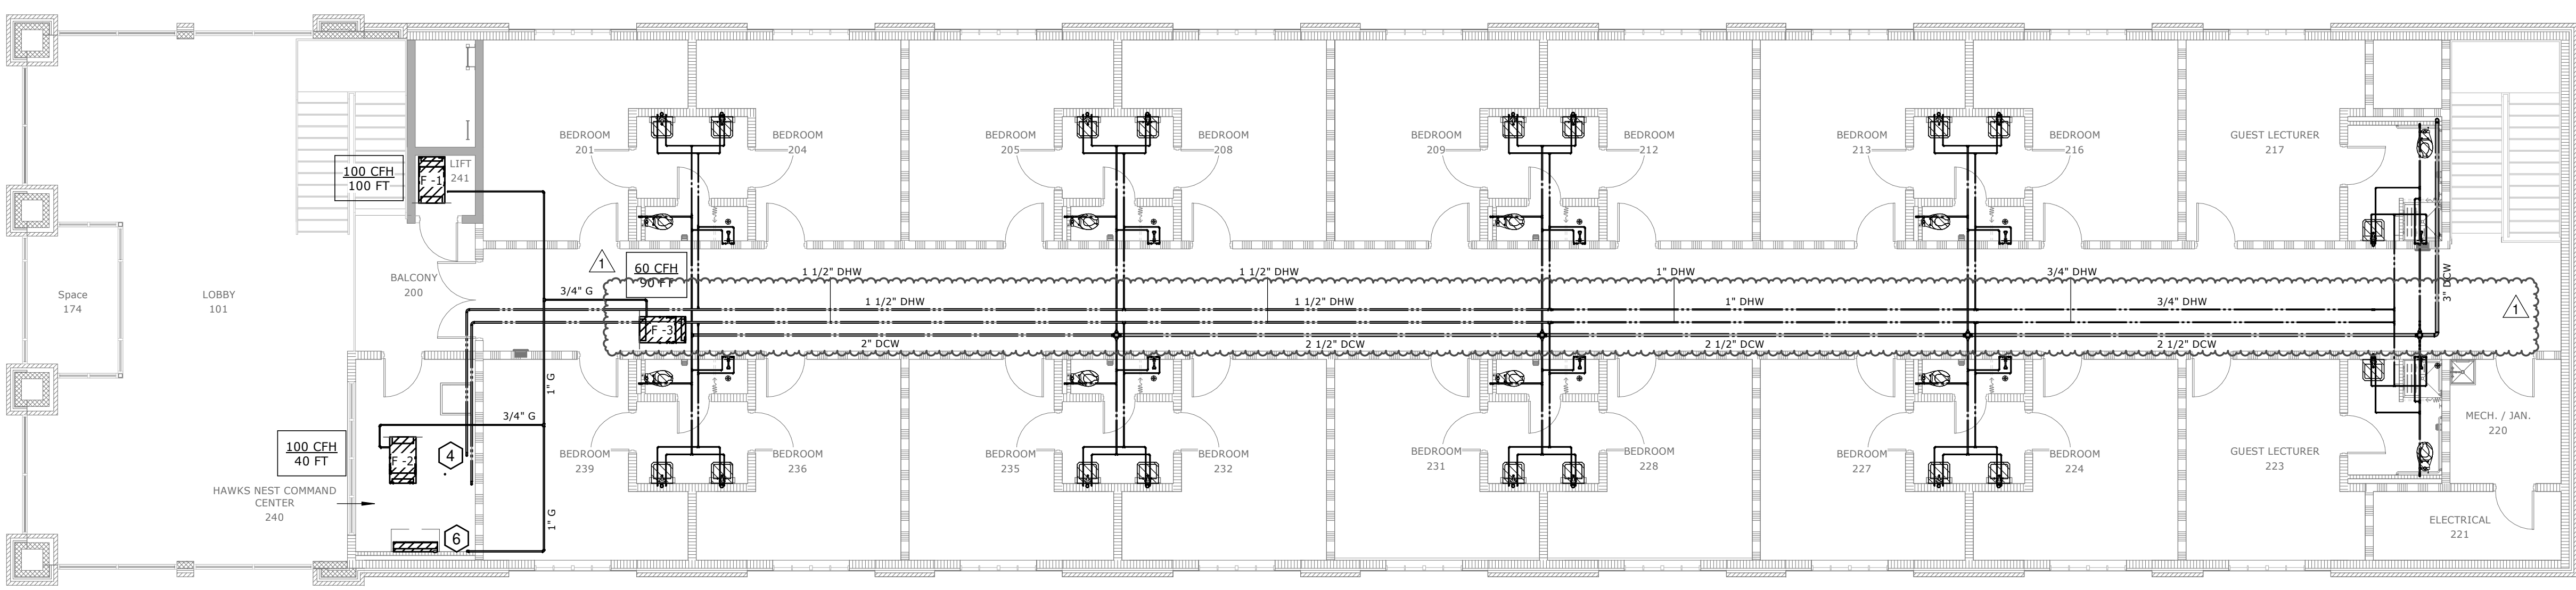 BEDROOM
201
BEDROOM
204
BEDROOM
205
BEDROOM
208
BEDROOM
209
BEDROOM
212
BEDROOM
213
BEDROOM
216
GUEST LECTURER
217
100 CFH
100 FT
F -1
LIFT
241
Space
174
LOBBY
101
BALCONY
200
1
60 CFH
90 FT
3/4" G
F -3
1 1/2" DHW
1 1/2" DHW
1" DHW
3/4" DHW
1 1/2" DHW
1 1/2" DHW
1" DHW
3/4" DHW
3" DCW
1
2" DCW
2 1/2" DCW
2 1/2" DCW
2 1/2" DCW
1" G
3/4" G
100 CFH
40 FT
F -2
4
HAWKS NEST COMMAND
CENTER
240
6
1" G
BEDROOM
239
BEDROOM
236
BEDROOM
235
BEDROOM
232
BEDROOM
231
BEDROOM
228
BEDROOM
227
BEDROOM
224
GUEST LECTURER
223
MECH. / JAN.
220
ELECTRICAL
221